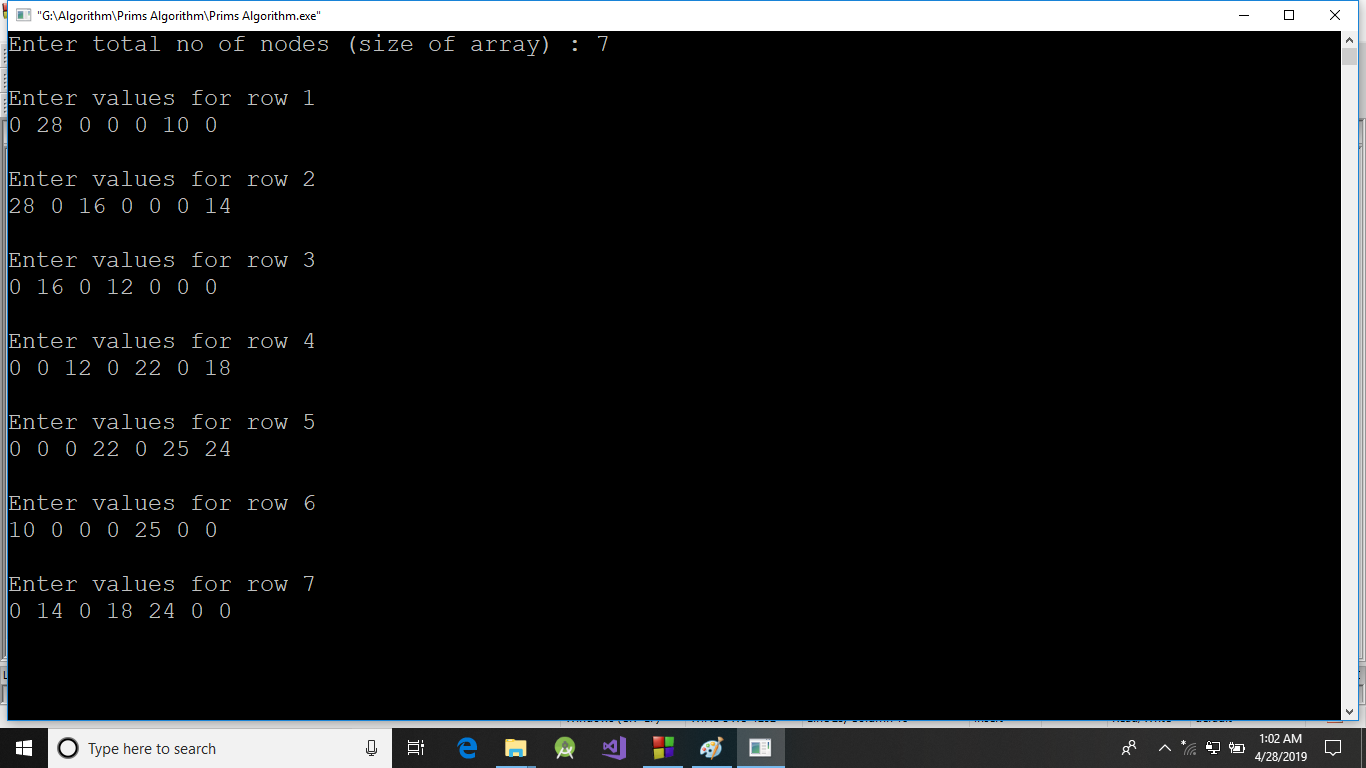 "G:\Algorithm\Prims Algorithm\Prims Algorithm.exe"
Enter total no of nodes (size of array) : 7
Enter values for row 1
0 28 0 0 0 10 0
Enter values for row 2
28 0 16 0 0 0 14
Enter values for row 3
0 16 0 12 0 0 0
Enter values for row 4
0 0 12 0 22 0 18
Enter values for row 5
0 0 0 22 0 25 24
Enter values for row 6
10 0 0 0 25 0 0
Enter values for row 7
0 14 0 18 24 0 0
Type here to search
1:02 AM
4/28/2019